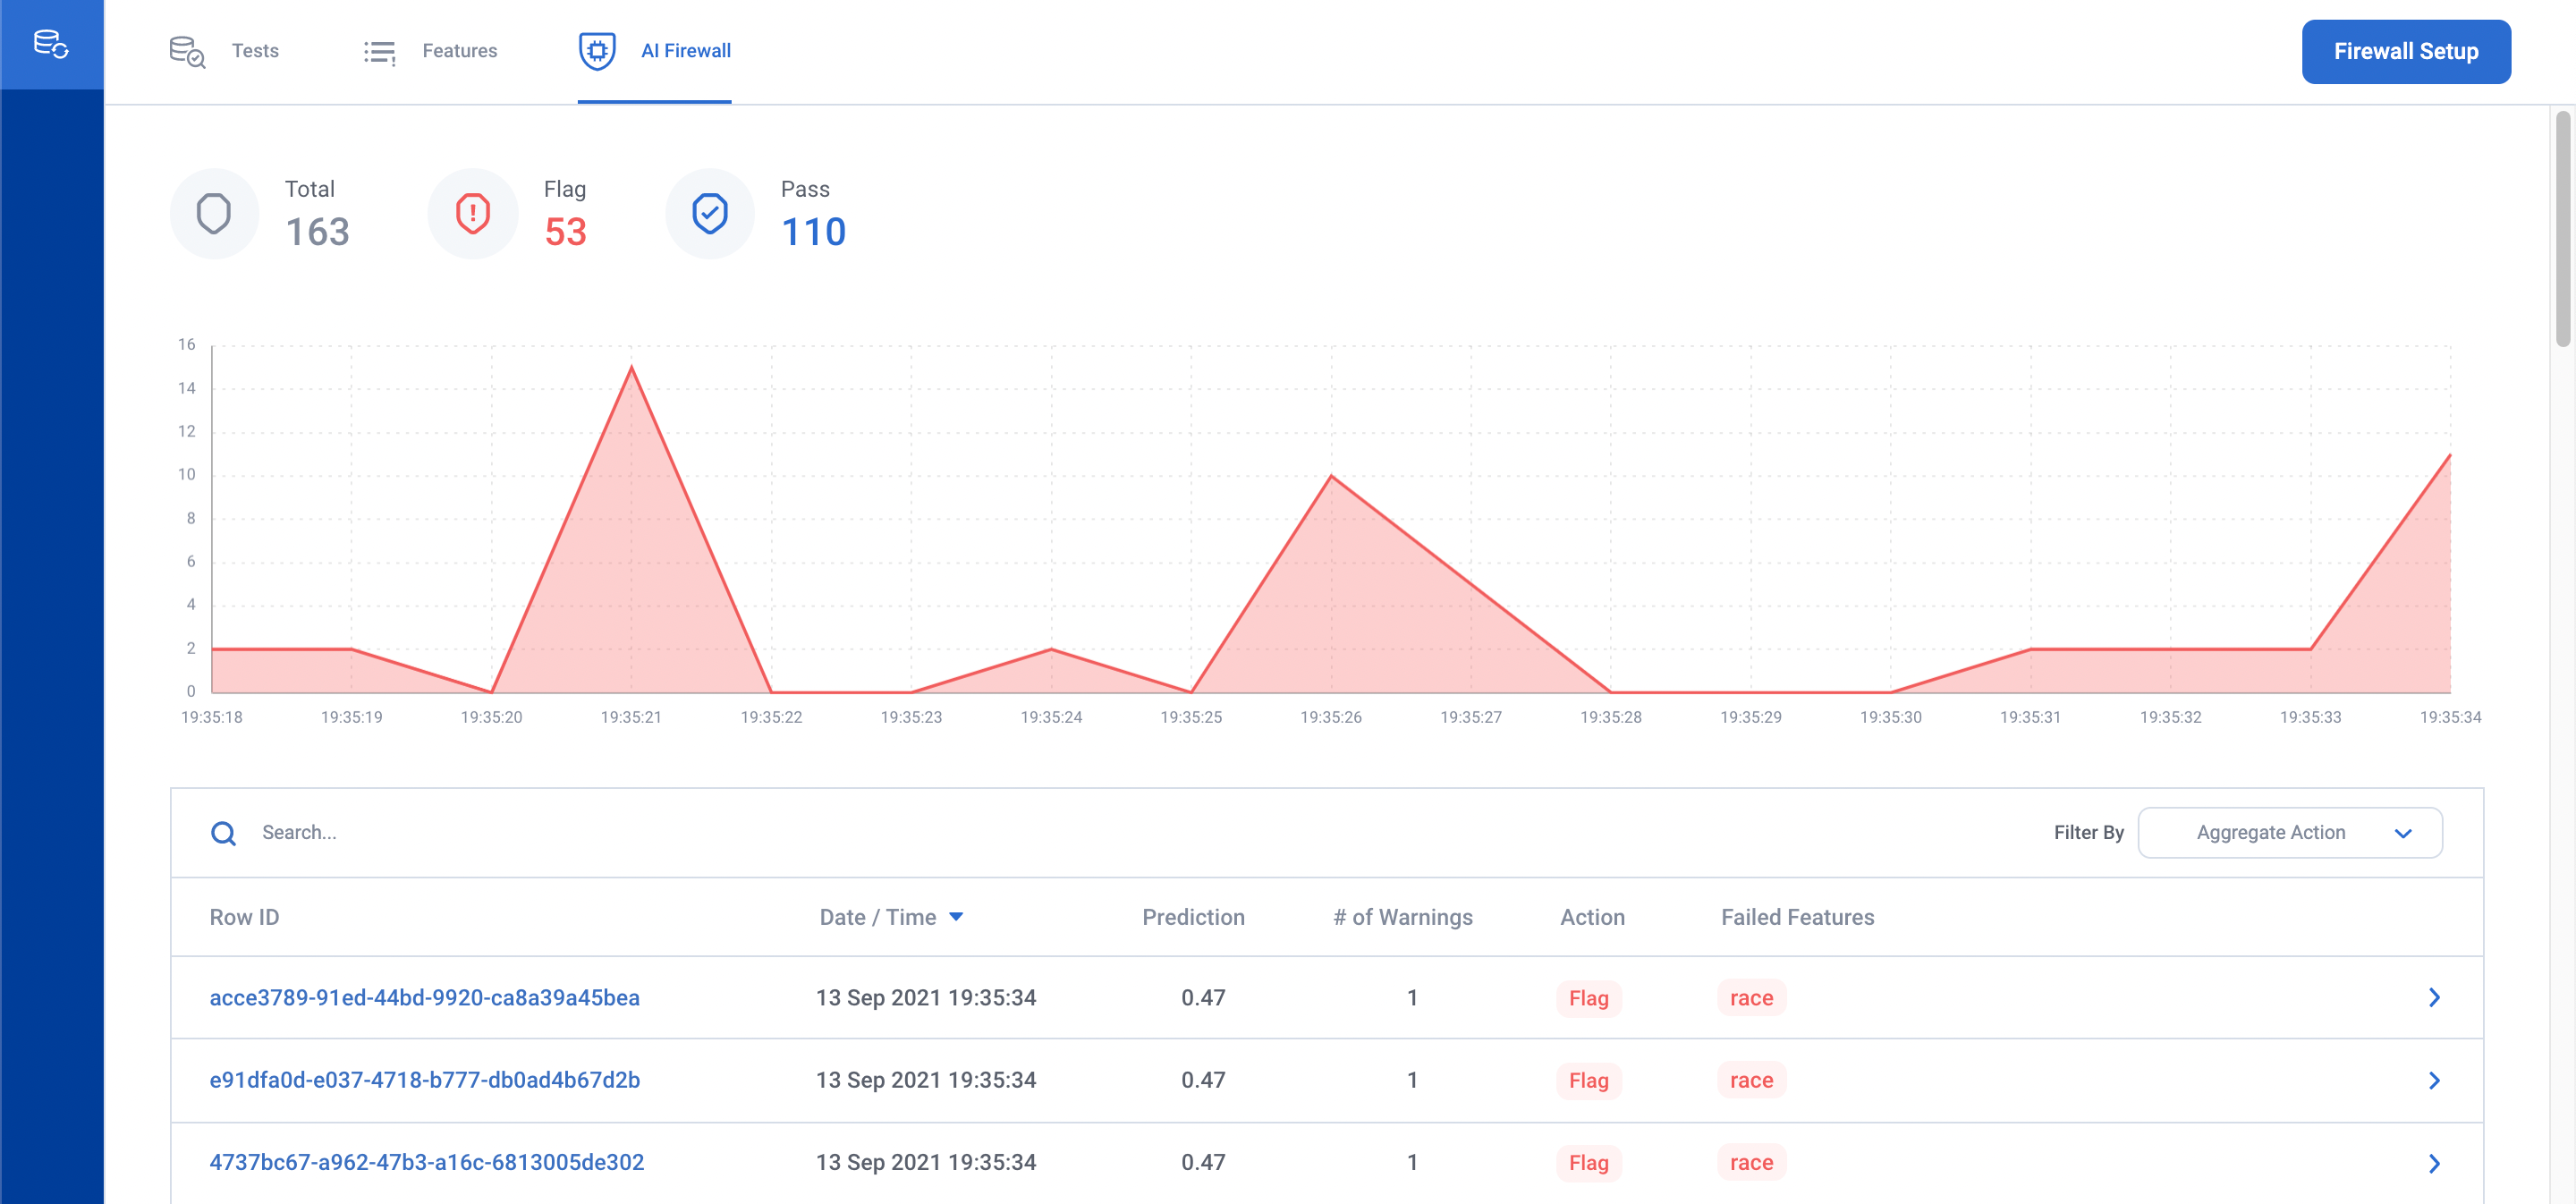 Tests Features AI Firewall Firewall Setup
Total Flag Pass
163 53 110
16
14
12
10
8
6
4
2
0
19:35:18 19:35:19 19:35:20 19:35:21 19:35:22 19:35:23 19:35:24 19:35:25 19:35:26 19:35:27 19:35:28 19:35:29 19:35:30 19:35:31 19:35:32 19:35:33 19:35:34
Search... Filter By Aggregate Action
Row ID Date / Time Prediction # of Warnings Action Failed Features
acce3789-91ed-44bd-9920-ca8a39a45bea 13 Sep 2021 19:35:34 0.47 1 Flag race
e91dfa0d-e037-4718-b777-db0ad4b67d2b 13 Sep 2021 19:35:34 0.47 1 Flag race
4737bc67-a962-47b3-a16c-6813005de302 13 Sep 2021 19:35:34 0.47 1 Flag race